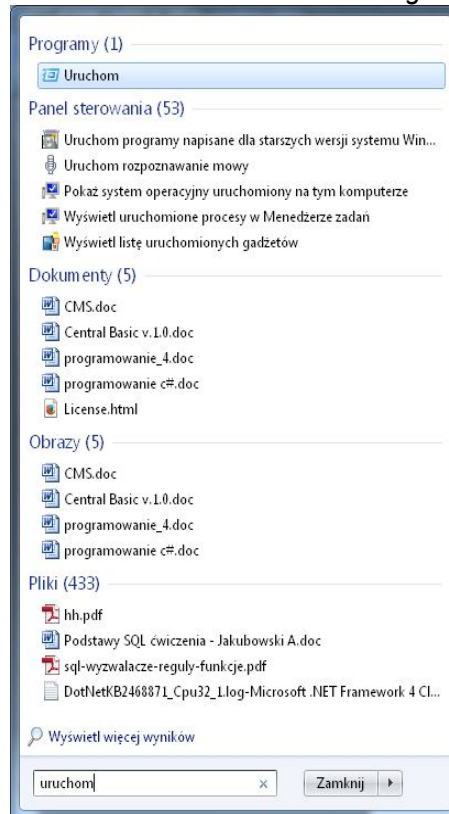 Programy (1)
Uruchom
Panel sterowania (53)
Uruchom programy napisane dla starszych wersji systemu Win...
Uruchom rozpoznawanie mowy
Pokaż system operacyjny uruchomiony na tym komputerze
Wyświetl uruchomione procesy w Menedżerze zadań
Wyświetl listę uruchomionych gadżetów
Dokumenty (5)
CMS.doc
Central Basic v.1.0.doc
programowanie_4.doc
programowanie c#.doc
License.html
Obrazy (5)
CMS.doc
Central Basic v.1.0.doc
programowanie_4.doc
programowanie c#.doc
Pliki (433)
hh.pdf
Podstawy SQL ćwiczenia - Jakubowski A.doc
sql-wyzwalacze-reguly-funkcje.pdf
DotNetKB2468871_Cpu32_1.log-Microsoft .NET Framework 4 Cl...
Wyświetl więcej wyników
uruchom
Zamknij